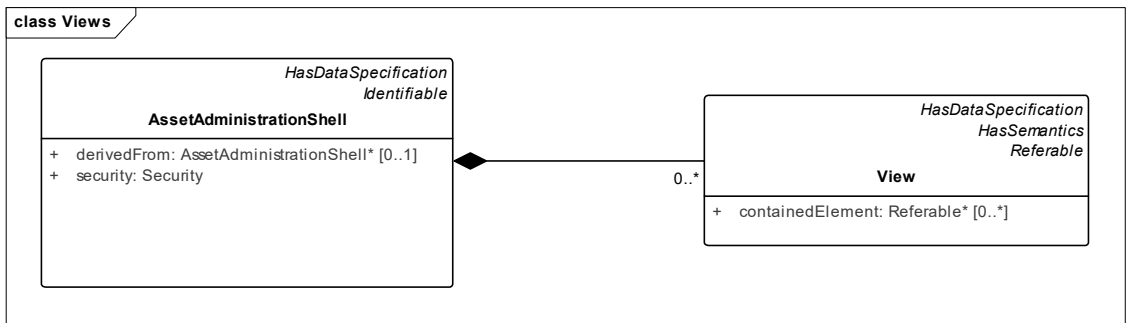 class Views
HasDataSpecification
Identifiable
AssetAdministrationShell
+ derivedFrom: AssetAdministrationShell* [0..1]
+ security: Security
0..*
HasDataSpecification
HasSemantics
Referable
View
+ containedElement: Referable* [0..*]